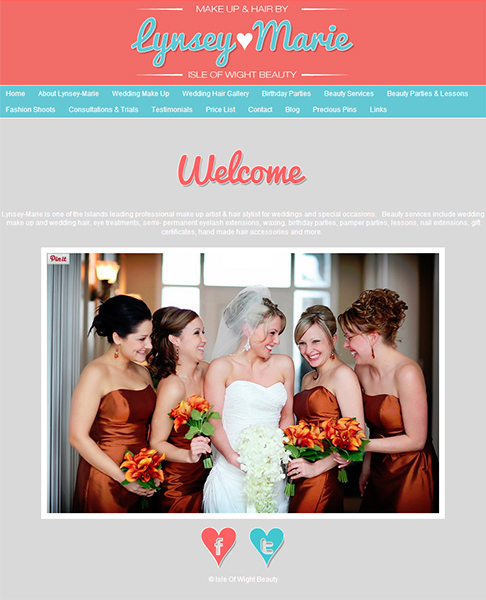 MAKE UP & HAIR BY
Lynsey Marie
ISLE OF WIGHT BEAUTY
Home About Lynsey-Marie Wedding Make Up Wedding Hair Gallery Birthday Parties Beauty Services Beauty Parties & Lessons
Fashion Shoots Consultations & Trials Testimonials Price List Contact Blog Precious Pins Links
Welcome
Lynsey-Marie is one of the Islands leading professional make up artist & hair stylist for weddings and special occasions. Beauty services include wedding
make up and wedding hair, eye treatments, semi- permanent eyelash extensions, waxing, birthday parties, pamper parties, lessons, nail extensions, gift
certificates, hand made hair accessories and more.
Pin it
f t
© Isle Of Wight Beauty